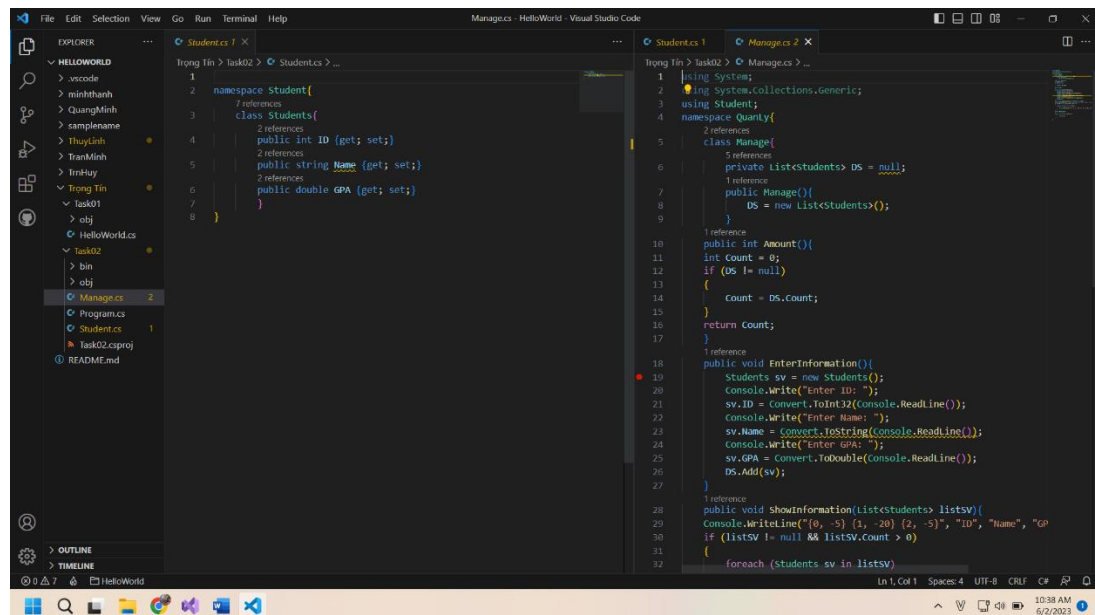 File Edit Selection View Go Run Terminal Help
Manage.cs - HelloWorld - Visual Studio Code
EXPLORER
HELLOWORLD
.vscode
minhthanh
QuangMinh
samplename
ThuyLinh
TranMinh
TrnHuy
Trọng Tín
Task01
obj
HelloWorld.cs
Task02
bin
obj
Manage.cs 2
Program.cs
Student.cs 1
Task02.csproj
README.md
OUTLINE
TIMELINE
Student.cs 1
Trọng Tín > Task02 > Student.cs > ...
1
2 namespace Student{
7 references
3 class Students{
2 references
4 public int ID {get; set;}
2 references
5 public string Name {get; set;}
2 references
6 public double GPA {get; set;}
7 }
8 }
Student.cs 1 Manage.cs 2
Trọng Tín > Task02 > Manage.cs > ...
1 using System;
2 ing System.Collections.Generic;
3 using Student;
4 namespace QuanLy{
2 references
5 class Manage{
5 references
6 private List<Students> DS = null;
1 reference
7 public Manage(){
8 DS = new List<Students>();
9 }
1 reference
10 public int Amount(){
11 int Count = 0;
12 if (DS != null)
13 {
14 Count = DS.Count;
15 }
16 return Count;
17 }
1 reference
18 public void EnterInformation(){
19 Students sv = new Students();
20 Console.Write("Enter ID: ");
21 sv.ID = Convert.ToInt32(Console.ReadLine());
22 Console.Write("Enter Name: ");
23 sv.Name = Convert.ToString(Console.ReadLine());
24 Console.Write("Enter GPA: ");
25 sv.GPA = Convert.ToDouble(Console.ReadLine());
26 DS.Add(sv);
27 }
1 reference
28 public void ShowInformation(List<Students> listSV){
29 Console.WriteLine("{0, -5} {1, -20} {2, -5}", "ID", "Name", "GP
30 if (listSV != null && listSV.Count > 0)
31 {
32 foreach (Students sv in listSV)
0 7 HelloWorld
Ln 1, Col 1 Spaces: 4 UTF-8 CRLF C#
10:38 AM
6/2/2023